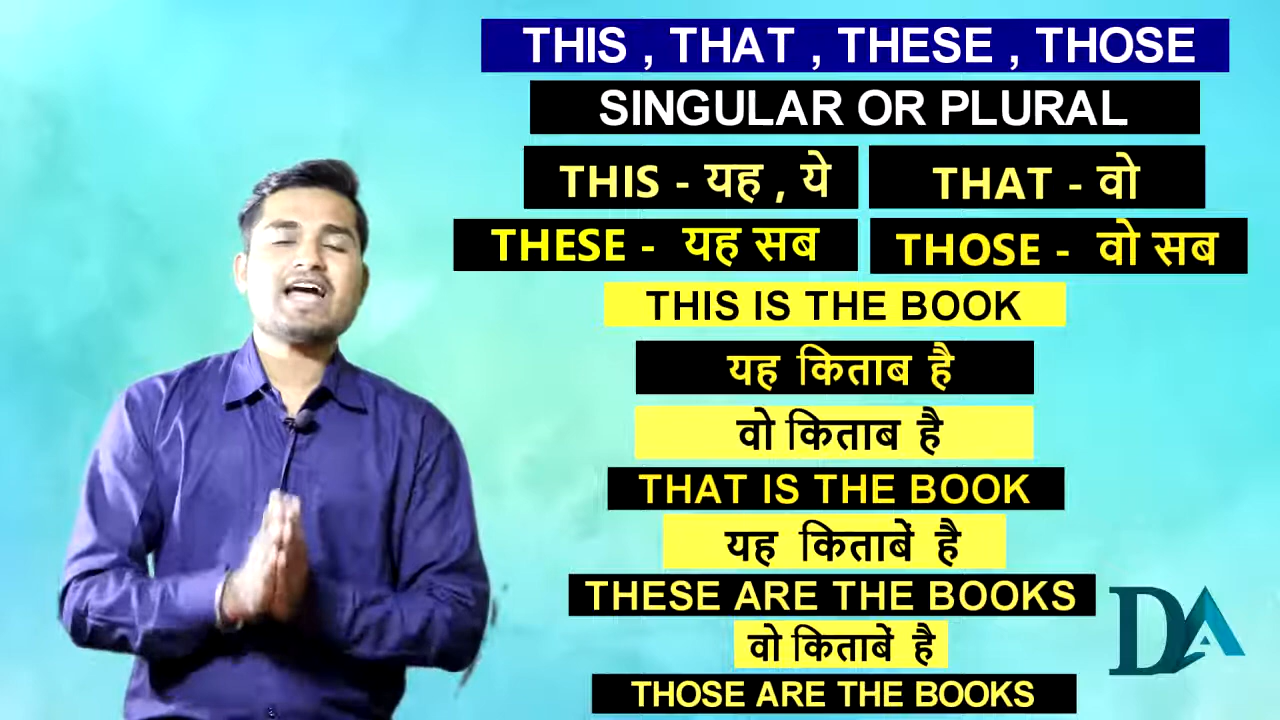 THIS , THAT , THESE , THOSE
SINGULAR OR PLURAL
THIS - यह , ये THAT - वो
THESE - यह सब THOSE - वो सब
THIS IS THE BOOK
यह किताब है
वो किताब है
THAT IS THE BOOK
यह किताबें है
THESE ARE THE BOOKS
DA
वो किताबें है
THOSE ARE THE BOOKS